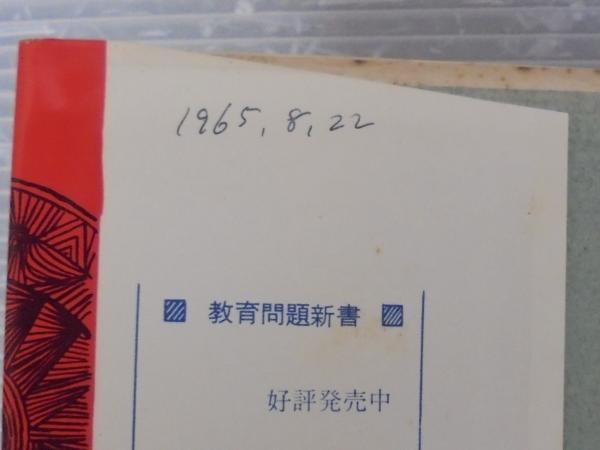 1965, 8, 22
教育問題新書
好評発売中